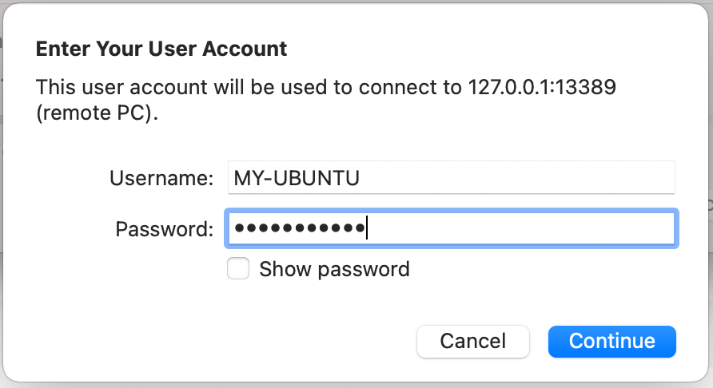 Enter Your User Account
This user account will be used to connect to 127.0.0.1:13389
(remote PC).
Username: MY-UBUNTU
Password: •••••••••••
Show password
Cancel Continue